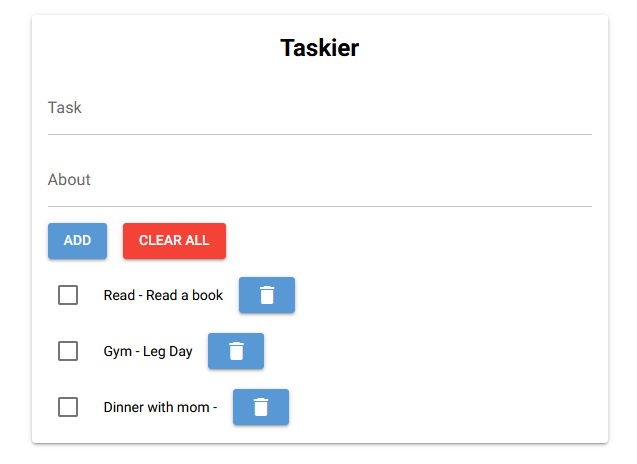 Taskier
Task
About
ADD CLEAR ALL
Read - Read a book
Gym - Leg Day
Dinner with mom -